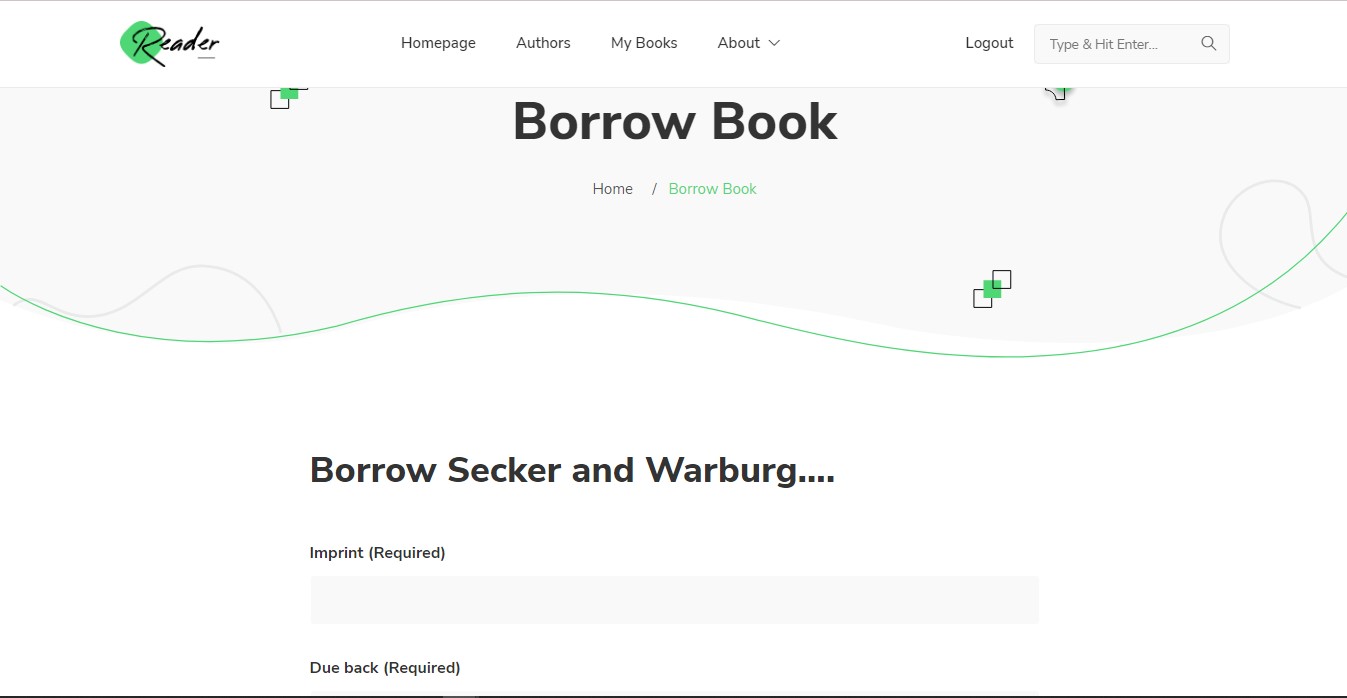 Reader
Homepage Authors My Books About Logout Type & Hit Enter...
Borrow Book
Home / Borrow Book
Borrow Secker and Warburg....
Imprint (Required)
Due back (Required)